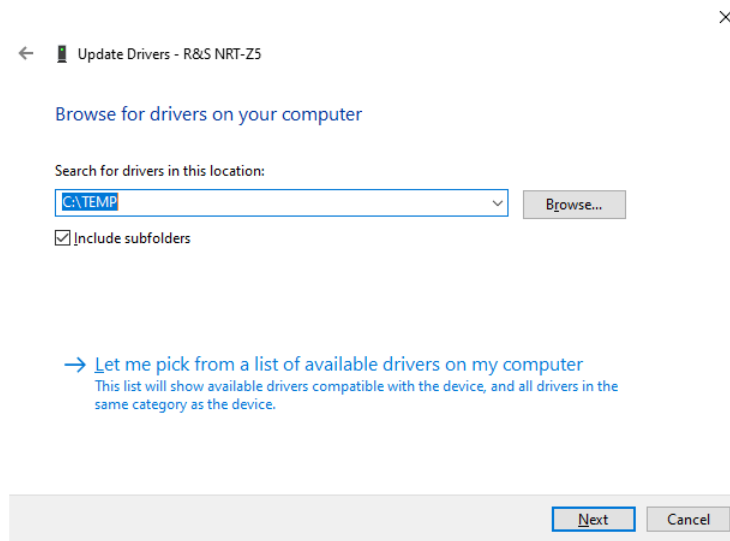 Update Drivers - R&S NRT-Z5
Browse for drivers on your computer
Search for drivers in this location:
C:\TEMP
Browse...
Include subfolders
Let me pick from a list of available drivers on my computer
This list will show available drivers compatible with the device, and all drivers in the
same category as the device.
Next
Cancel